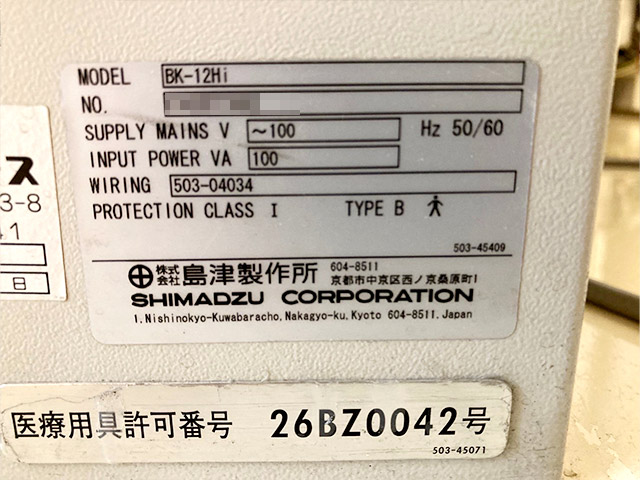 MODEL BK-12Hi
NO.
SUPPLY MAINS V ~100 Hz 50/60
INPUT POWER VA 100
WIRING 503-04034
PROTECTION CLASS I TYPE B
503-45409
株式会社 島津製作所 604-8511
京都市中京区西ノ京桑原町1
SHIMADZU CORPORATION
1, Nishinokyo-Kuwabaracho, Nakagyo-ku, Kyoto 604-8511, Japan
ス
3-8
41
B
医療用具許可番号 26BZ0042号
503-45071